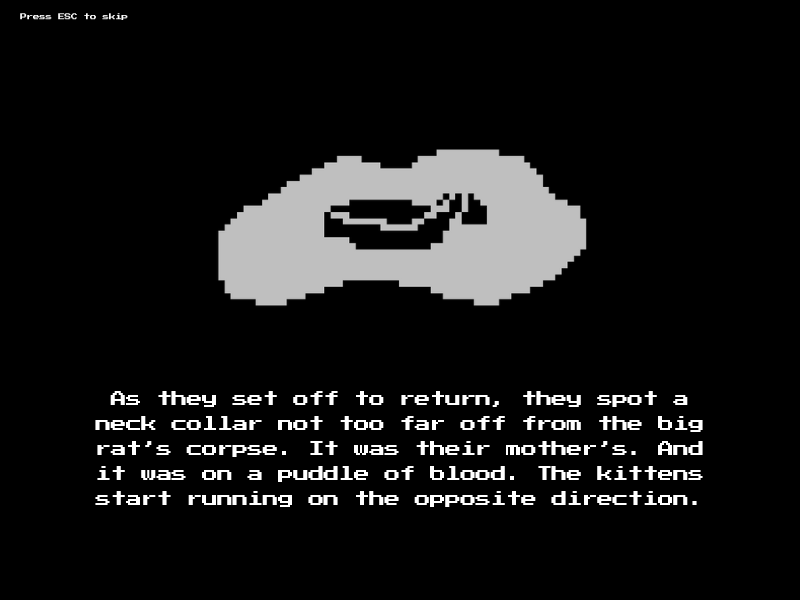 Press ESC to skip
As they set off to return, they spot a
neck collar not too far off from the big
rat's corpse. It was their mother's. And
it was on a puddle of blood. The kittens
start running on the opposite direction.